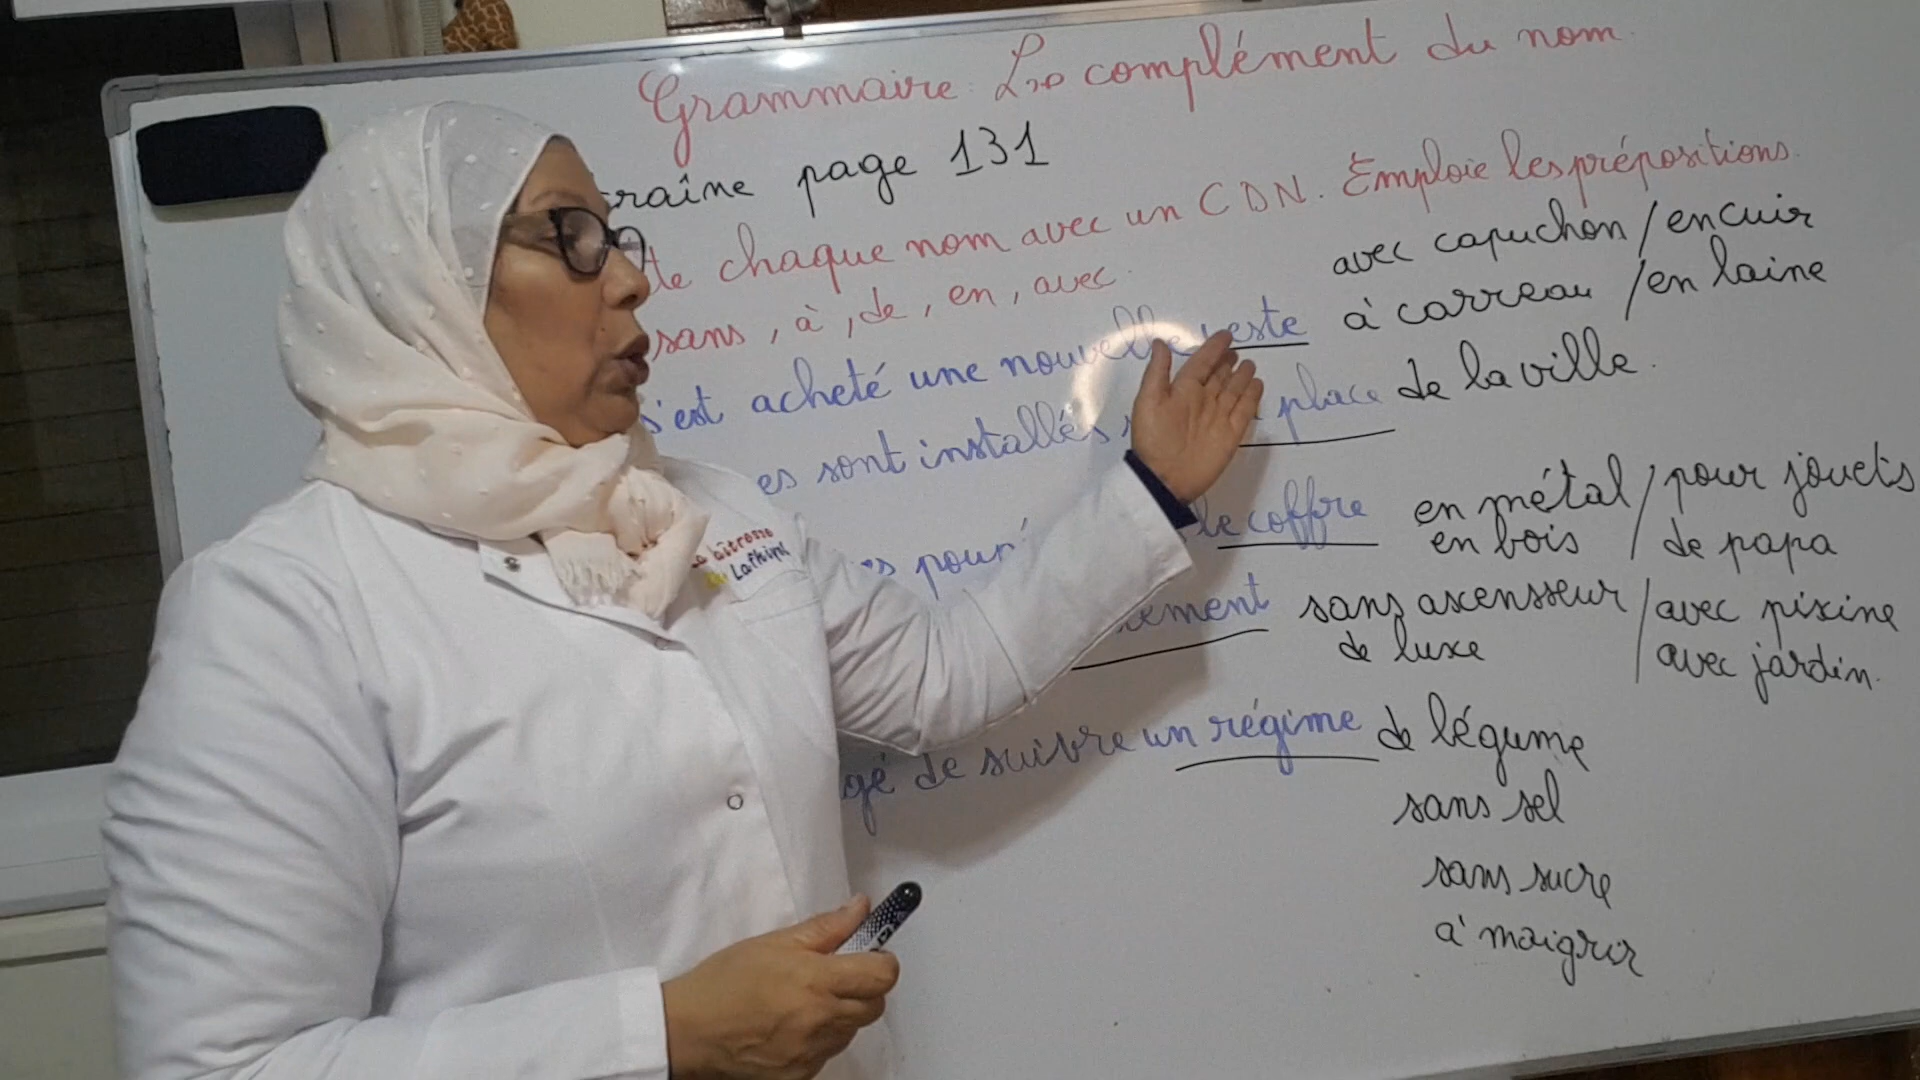 Grammaire: Le complément du nom
raîne page 131
te chaque nom avec un CDN. Emploie les prépositions.
sans, à, de, en, avec.
avec capuchon / en cuir
s'est acheté une nouvelle veste à carreau / en laine
es sont installés place de la ville.
pour le coffre en métal / pour jouets
en bois / de papa
ement sans ascensseur / avec piscine
de luxe / avec jardin.
gé de suivre un régime de légume
sans sel
sans sucre
à maigrir